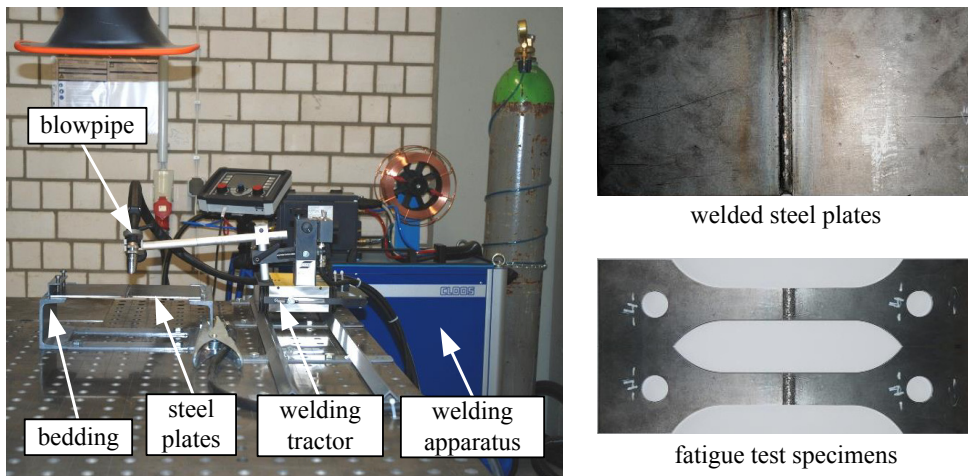 blowpipe
CLOOS
bedding
steel
plates
welding
tractor
welding
apparatus
welded steel plates
fatigue test specimens